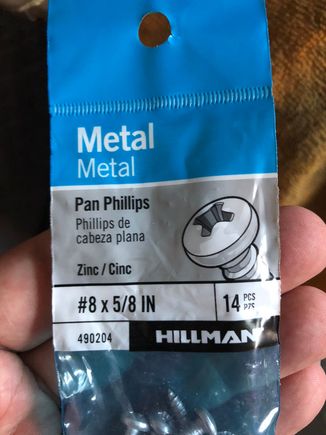 Metal
Metal
Pan Phillips
Phillips de
cabeza plana
Zinc / Cinc
#8 x 5/8 IN
14 PCS
PZS
490204
HILLMAN